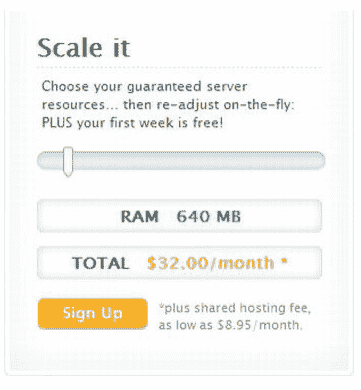 Scale it
Choose your guaranteed server
resources... then re-adjust on-the-fly:
PLUS your first week is free!
RAM 640 MB
TOTAL $32.00/month *
Sign Up
*plus shared hosting fee,
as low as $8.95/month.